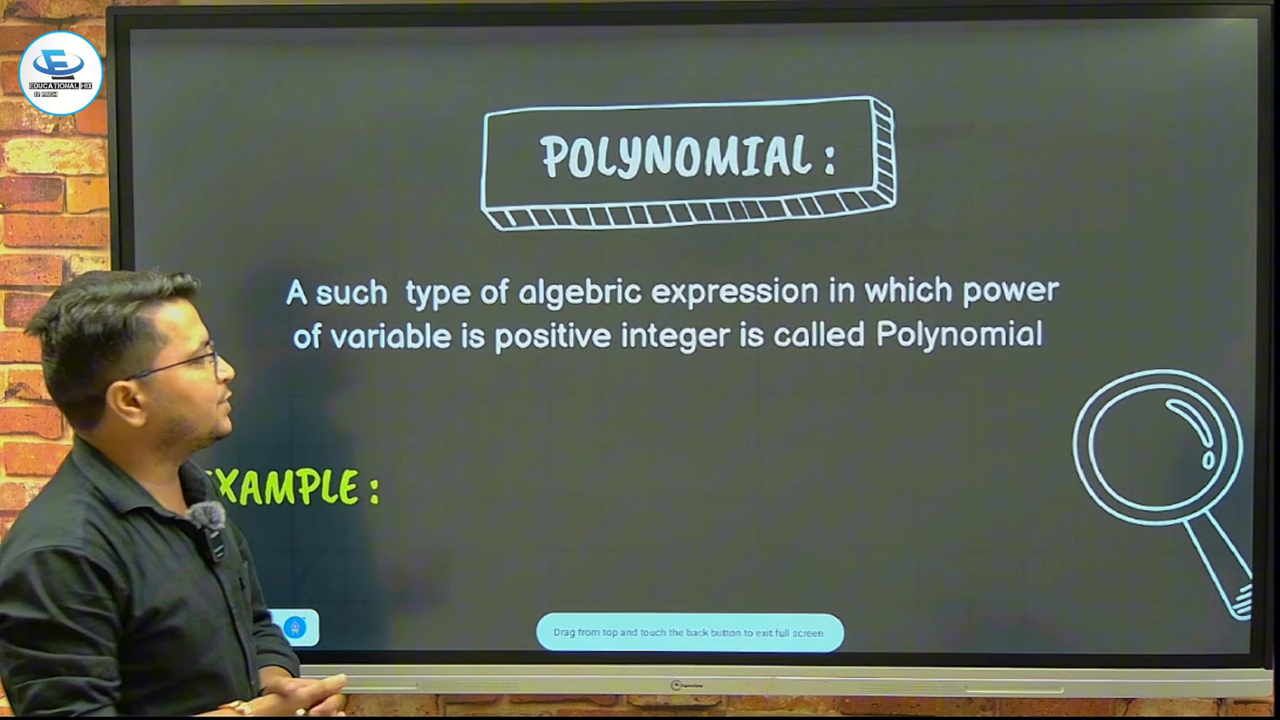 EDUCATIONAL
POLYNOMIAL :
A such type of algebric expression in which power
of variable is positive integer is called Polynomial
XAMPLE :
Drag from top and touch the back button to exit full screen.